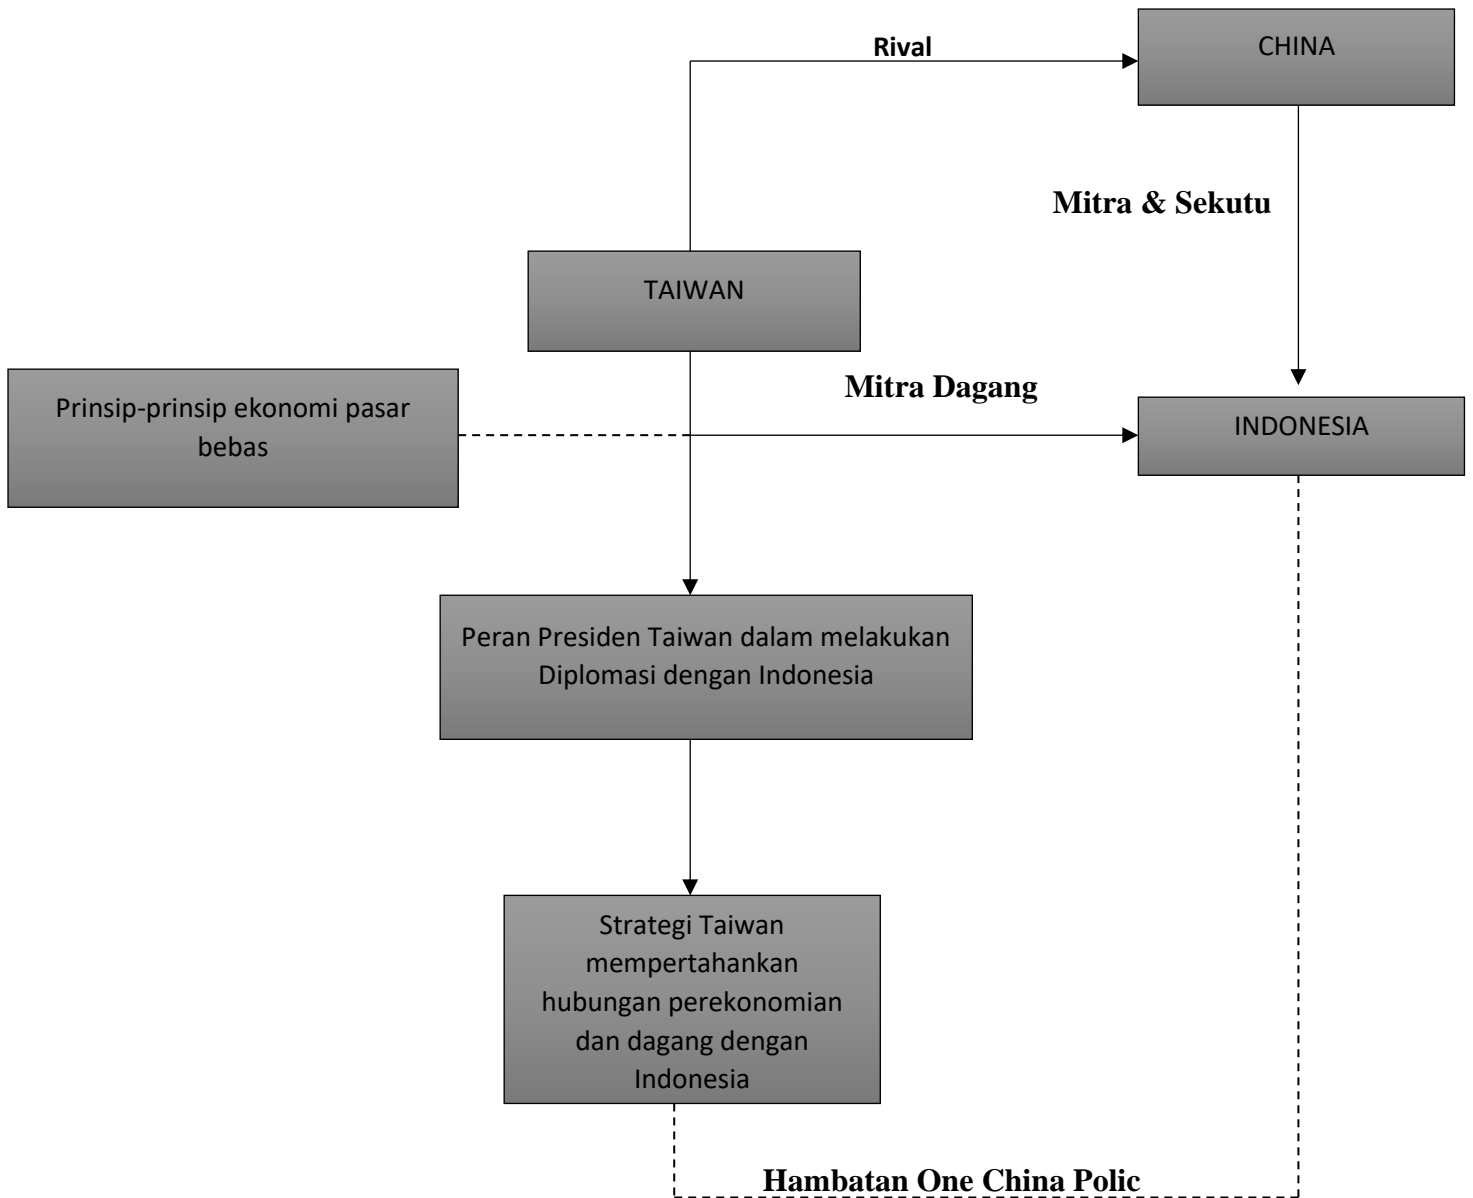 Rival
CHINA
Mitra & Sekutu
TAIWAN
Mitra Dagang
Prinsip-prinsip ekonomi pasar
bebas
INDONESIA
Peran Presiden Taiwan dalam melakukan
Diplomasi dengan Indonesia
Strategi Taiwan
mempertahankan
hubungan perekonomian
dan dagang dengan
Indonesia
Hambatan One China Polic